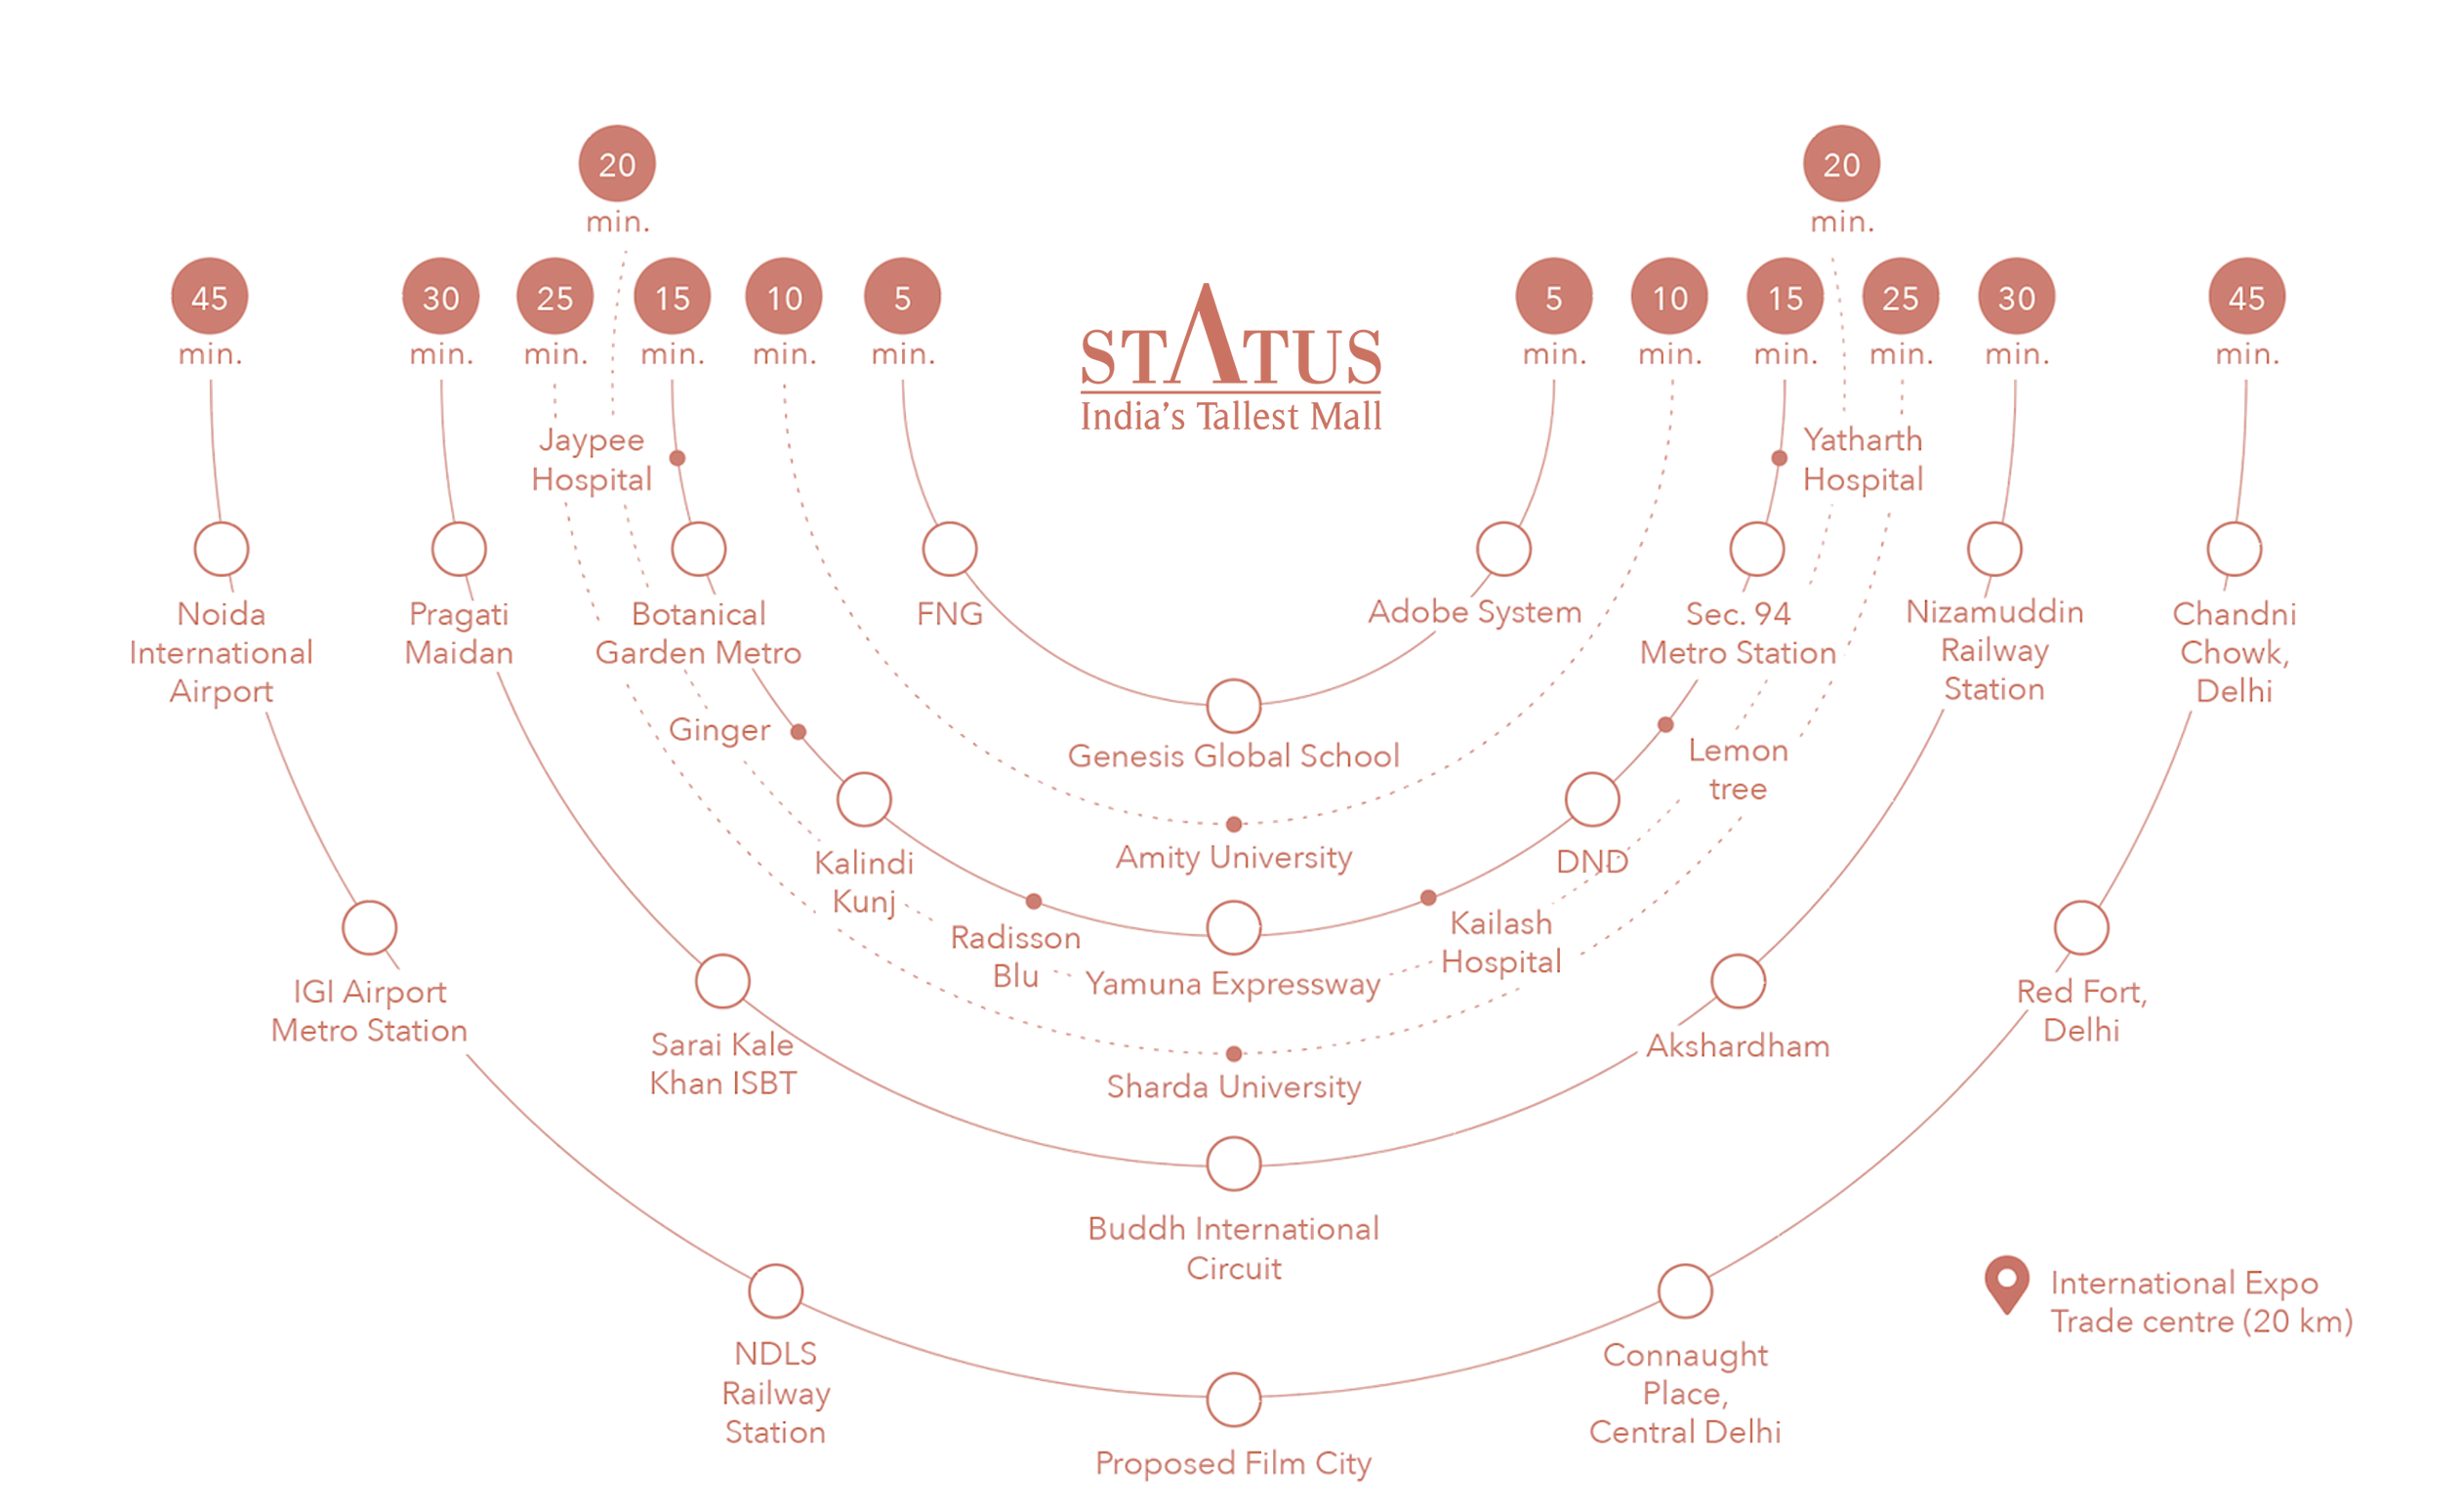 20
min.
20
min.
45
min.
30
min.
25
min.
15
min.
10
min.
5
min.
STATUS
India's Tallest Mall
5
min.
10
min.
15
min.
25
min.
30
min.
45
min.
Jaypee
Hospital
Yatharth
Hospital
Noida
International
Airport
Pragati
Maidan
Botanical
Garden Metro
FNG
Adobe System
Sec. 94
Metro Station
Nizamuddin
Railway
Station
Chandni
Chowk,
Delhi
Ginger
Genesis Global School
Lemon
tree
Kalindi
Kunj
Amity University
DND
Radisson
Blu
Yamuna Expressway
Kailash
Hospital
IGI Airport
Metro Station
Sarai Kale
Khan ISBT
Sharda University
Akshardham
Red Fort,
Delhi
Buddh International
Circuit
International Expo
Trade centre (20 km)
NDLS
Railway
Station
Proposed Film City
Connaught
Place,
Central Delhi